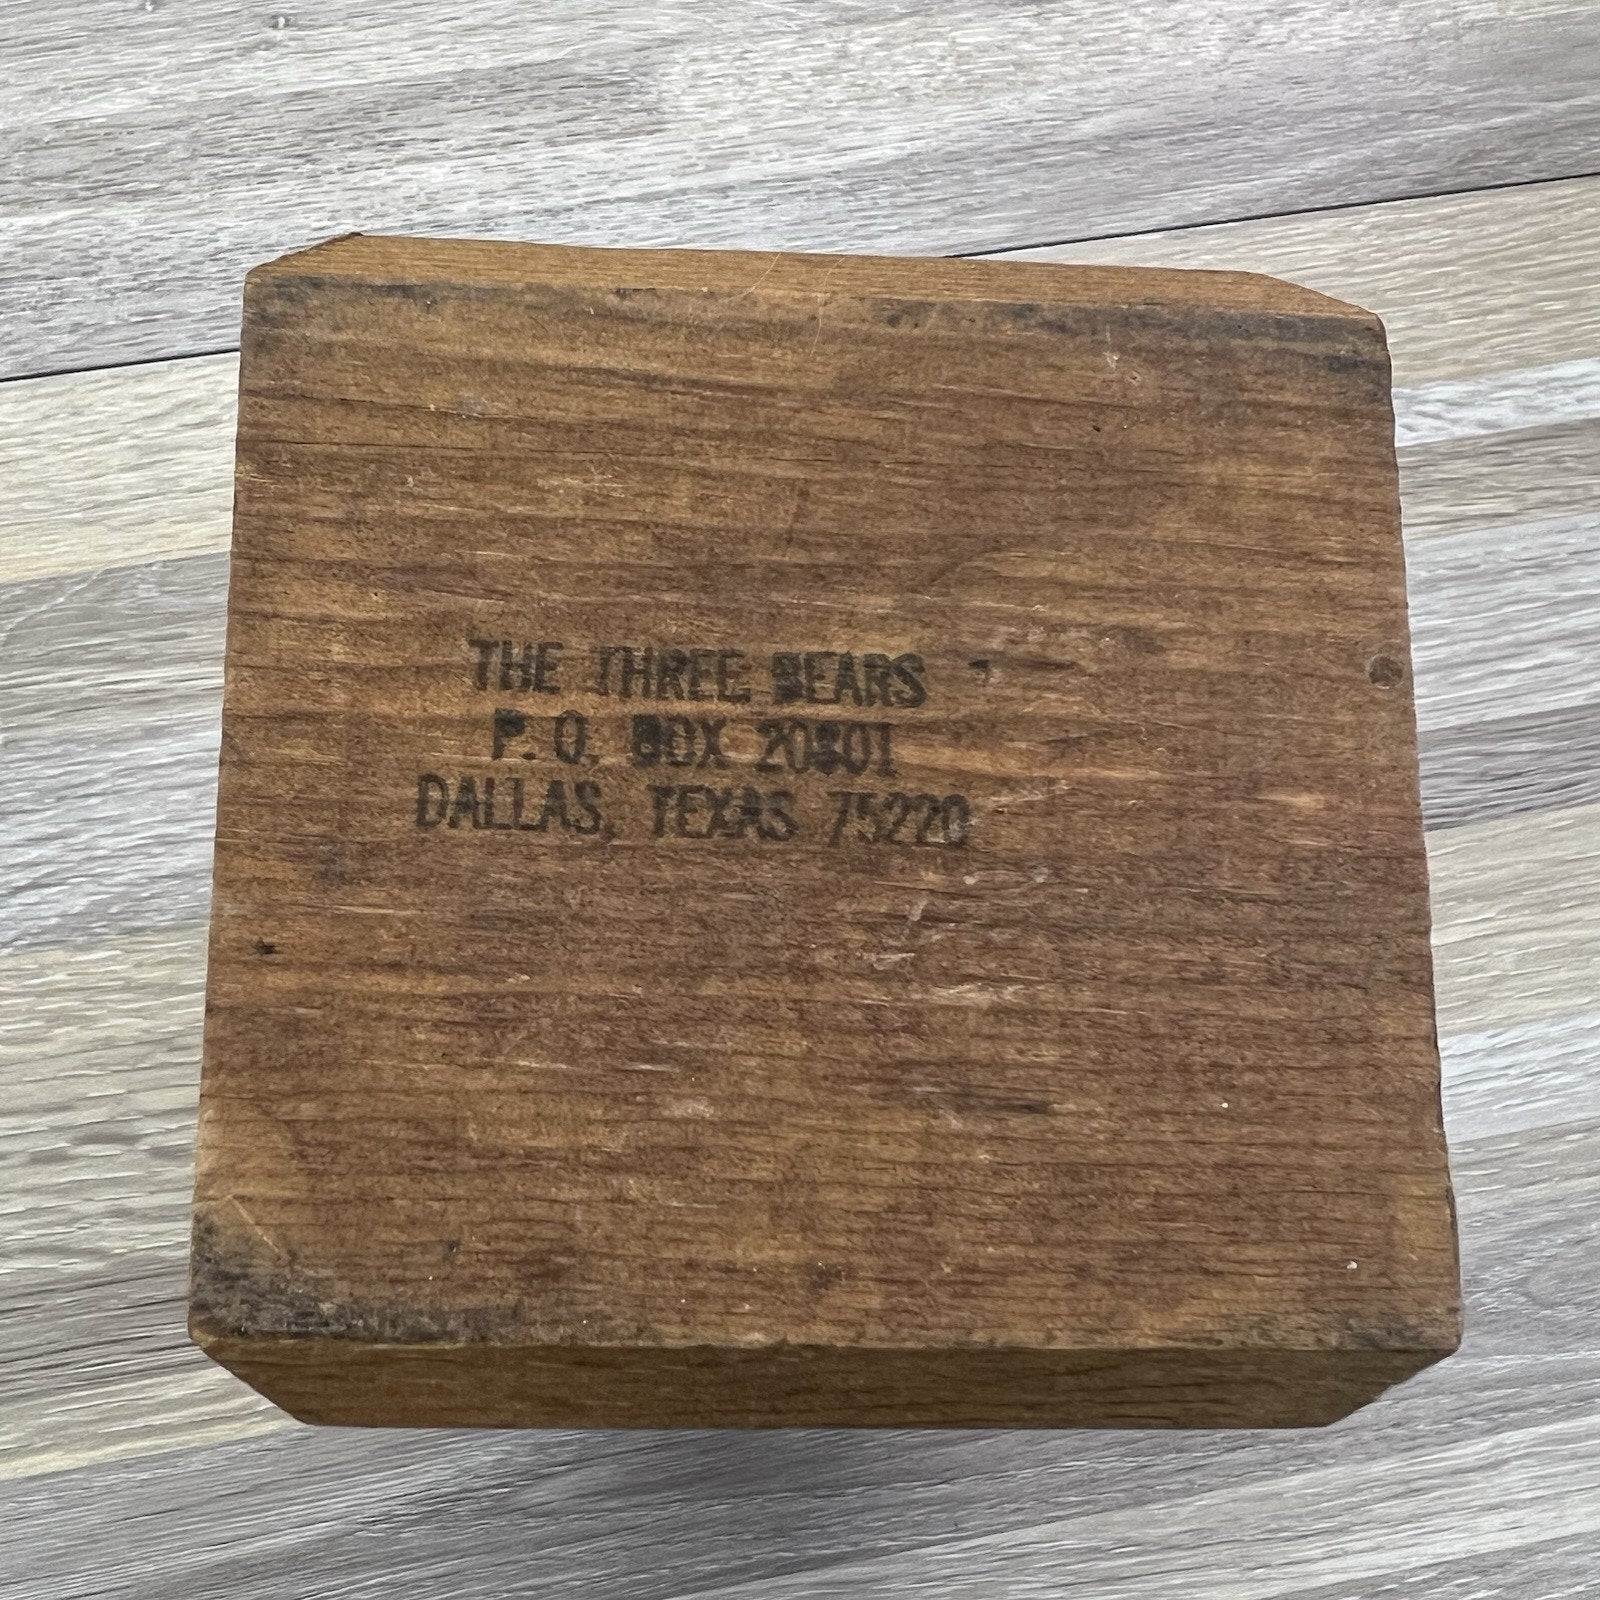 THE THREE BEARS
P. O. BOX
DALLAS, TEXAS 75220